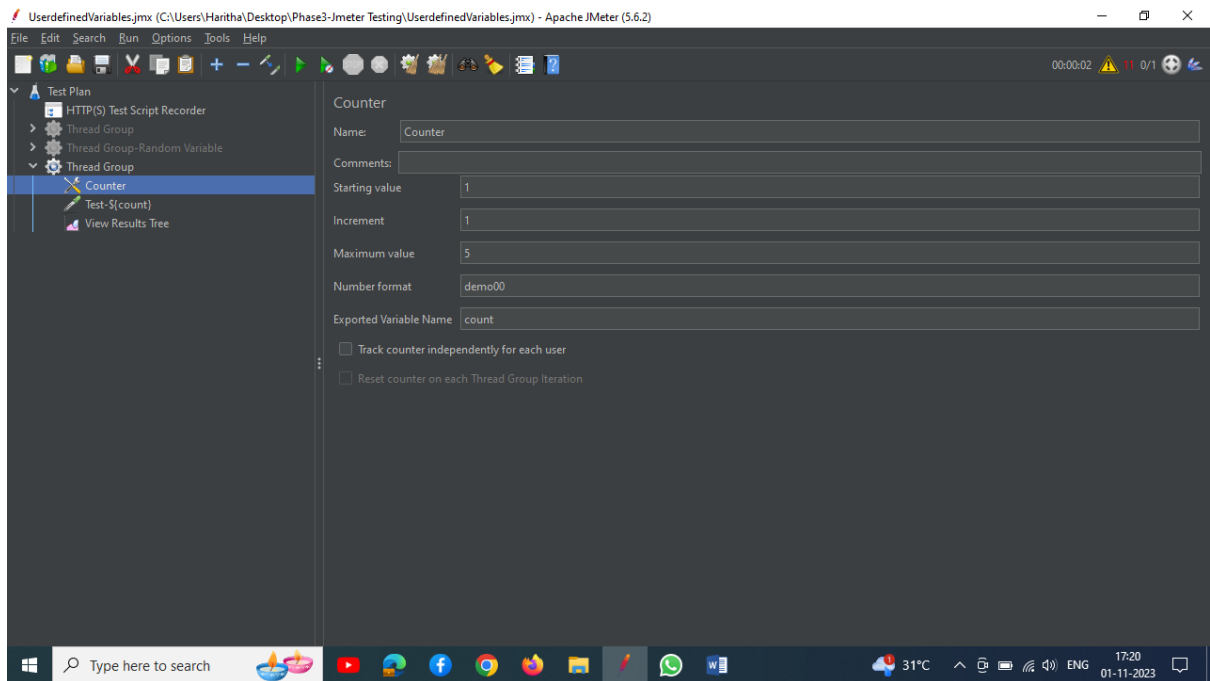 UserdefinedVariables.jmx (C:\Users\Haritha\Desktop\Phase3-Jmeter Testing\UserdefinedVariables.jmx) - Apache JMeter (5.6.2)
File Edit Search Run Options Tools Help
00:00:02 11 0/1
Test Plan
HTTP(S) Test Script Recorder
Thread Group
Thread Group-Random Variable
Thread Group
Counter
Test-${count}
View Results Tree
Counter
Name: Counter
Comments:
Starting value 1
Increment 1
Maximum value 5
Number format demo00
Exported Variable Name count
Track counter independently for each user
Reset counter on each Thread Group Iteration
Type here to search
31°C ENG 17:20
01-11-2023